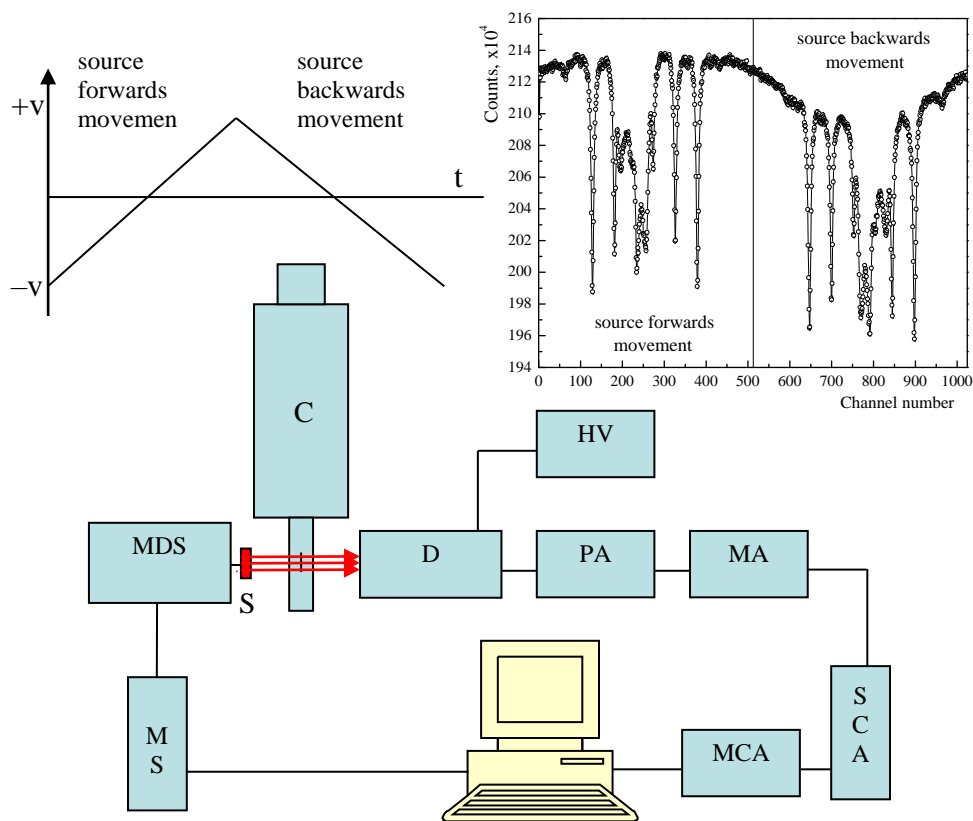 source
forwards
movemen
source
backwards
movement
+v
−v
t
Counts, x10⁴
216
214
212
210
208
206
204
202
200
198
196
194
source backwards
movement
source forwards
movement
0 100 200 300 400 500 600 700 800 900 1000
Channel number
C
HV
MDS
S
D
PA
MA
M
S
MCA
S
C
A